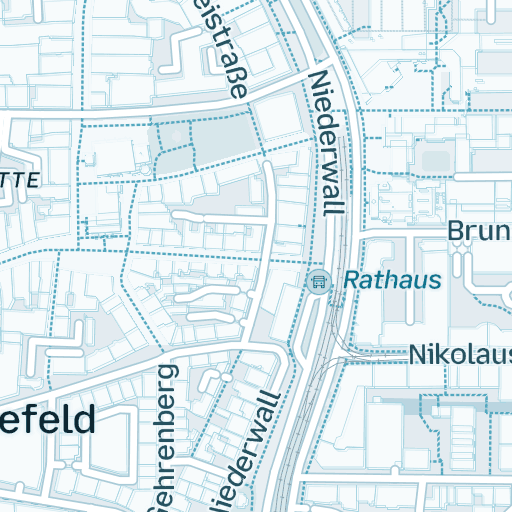 eistraße
Niederwall
TTE
Brun
Rathaus
Nikolaus
efeld
Gehrenberg
Niederwall